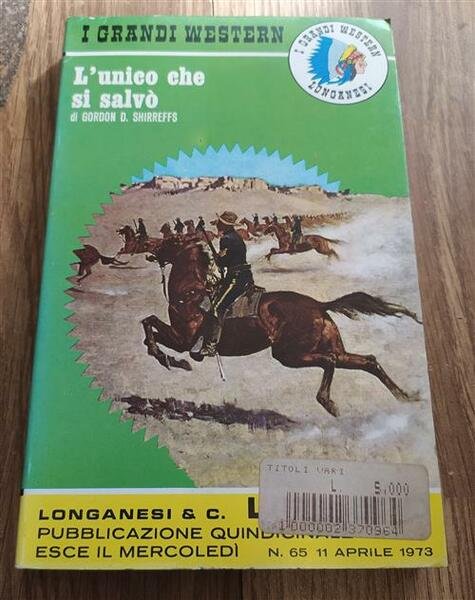 I GRANDI WESTERN
I GRANDI WESTERN
LONGANESI
L'unico che
si salvò
di GORDON D. SHIRREFFS
TITOLI VARI
L. 5.000
1000002370964
LONGANESI & C. L
PUBBLICAZIONE QUINDICINALE
ESCE IL MERCOLEDÌ N. 65 11 APRILE 1973